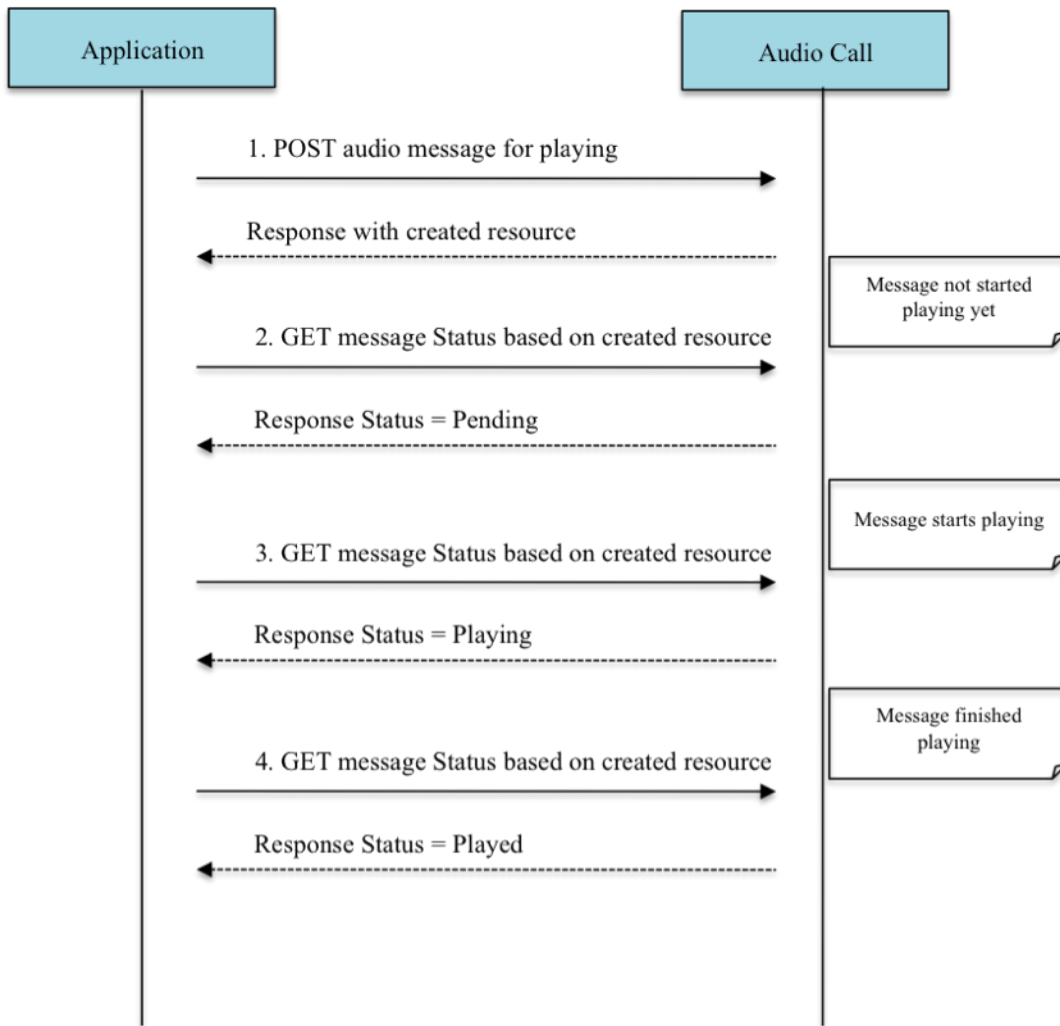 Application
Audio Call
1. POST audio message for playing
Response with created resource
Message not started
playing yet
2. GET message Status based on created resource
Response Status = Pending
Message starts playing
3. GET message Status based on created resource
Response Status = Playing
Message finished
playing
4. GET message Status based on created resource
Response Status = Played